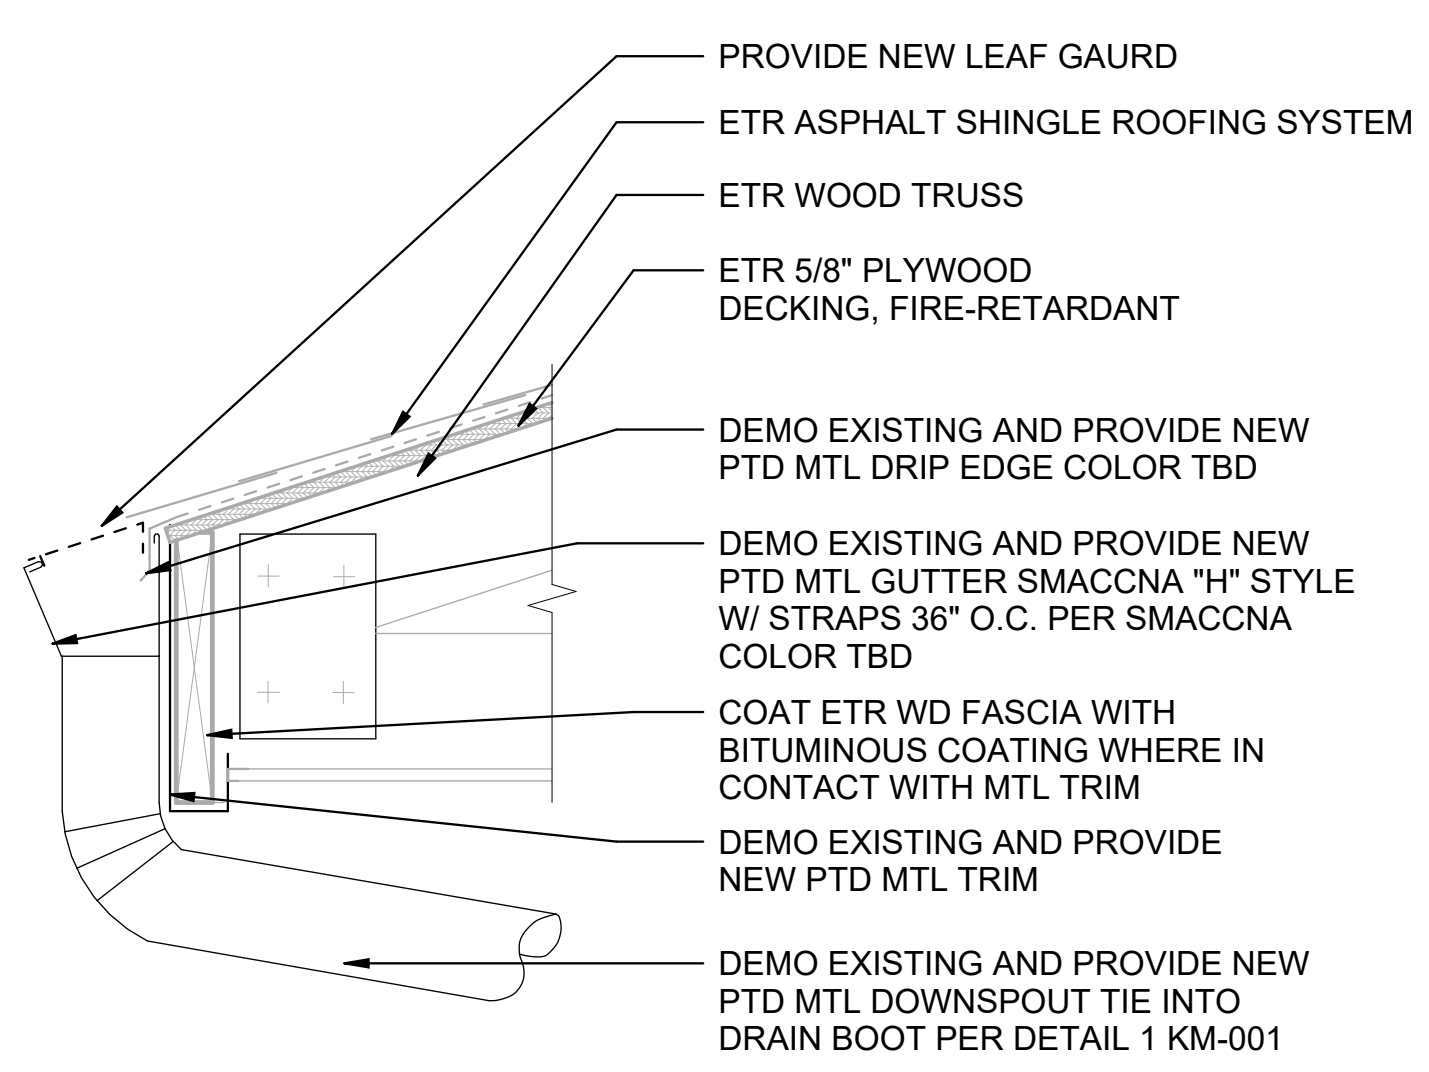 PROVIDE NEW LEAF GAURD
ETR ASPHALT SHINGLE ROOFING SYSTEM
ETR WOOD TRUSS
ETR 5/8" PLYWOOD
DECKING, FIRE-RETARDANT
DEMO EXISTING AND PROVIDE NEW
PTD MTL DRIP EDGE COLOR TBD
DEMO EXISTING AND PROVIDE NEW
PTD MTL GUTTER SMACCNA "H" STYLE
W/ STRAPS 36" O.C. PER SMACCNA
COLOR TBD
COAT ETR WD FASCIA WITH
BITUMINOUS COATING WHERE IN
CONTACT WITH MTL TRIM
DEMO EXISTING AND PROVIDE
NEW PTD MTL TRIM
DEMO EXISTING AND PROVIDE NEW
PTD MTL DOWNSPOUT TIE INTO
DRAIN BOOT PER DETAIL 1 KM-001